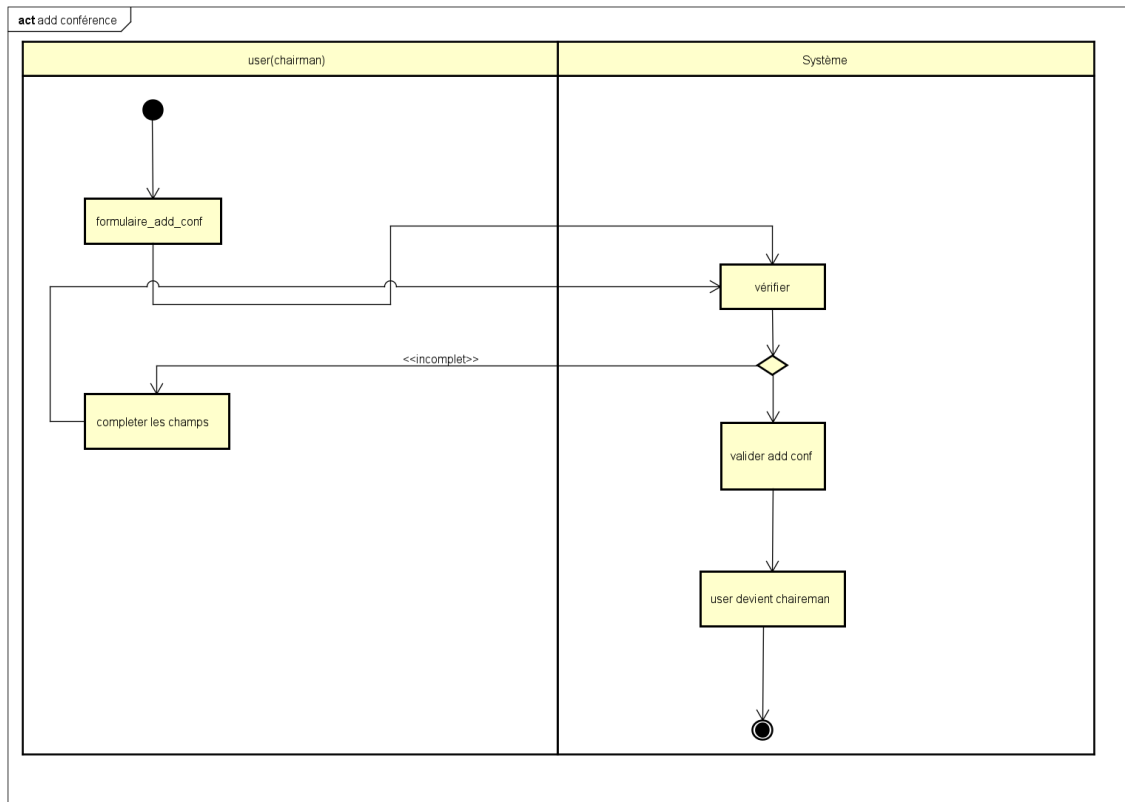 act add conférence
user(chairman)
Système
formulaire_add_conf
vérifier
<<incomplet>>
completer les champs
valider add conf
user devient chaireman